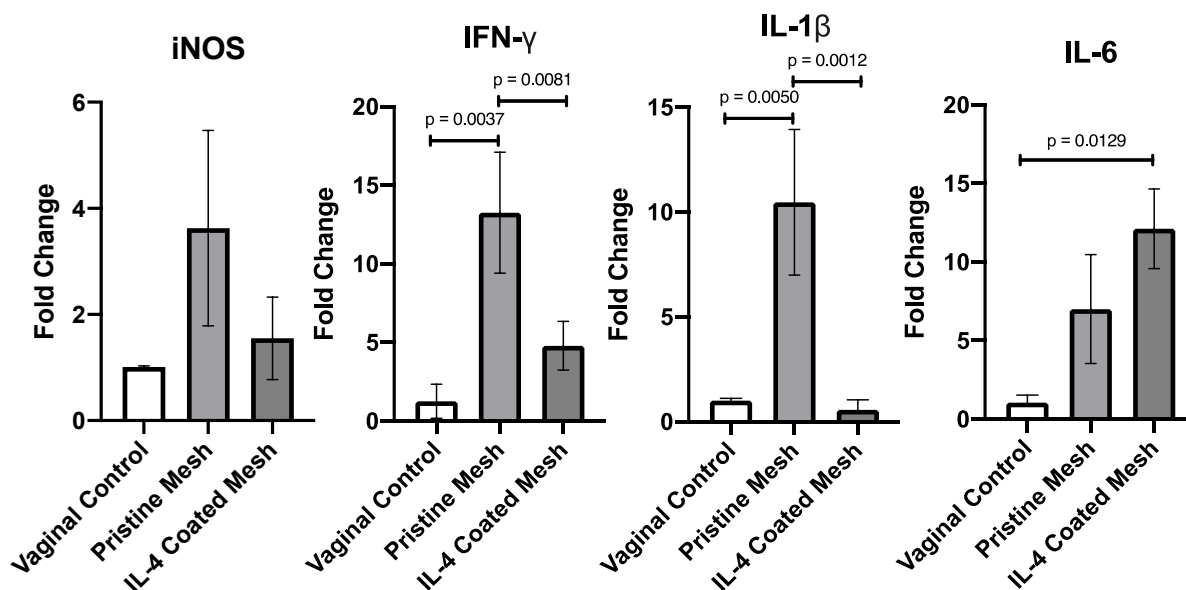 iNOS
Fold Change
6
4
2
0
Vaginal Control
Pristine Mesh
IL-4 Coated Mesh
IFN-γ
p = 0.0081
p = 0.0037
Fold Change
20
15
10
5
0
Vaginal Control
Pristine Mesh
IL-4 Coated Mesh
IL-1β
p = 0.0012
p = 0.0050
Fold Change
15
10
5
0
Vaginal Control
Pristine Mesh
IL-4 Coated Mesh
IL-6
p = 0.0129
Fold Change
20
15
10
5
0
Vaginal Control
Pristine Mesh
IL-4 Coated Mesh